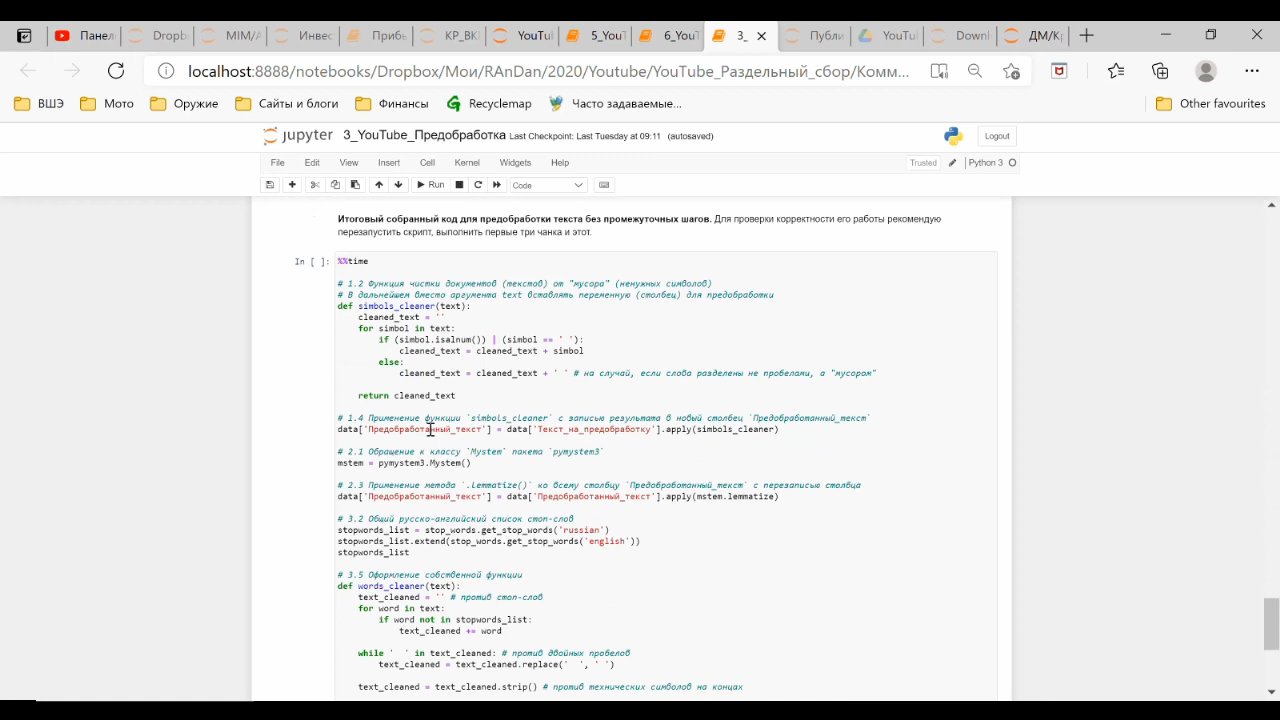 Панел
Dropb
MIM/A
Инвес
Прибь
КР_ВК
YouTu
5_YouT
6_YouT
3_
Публи
YouTu
Downl
ДМ/Кр
localhost:8888/notebooks/Dropbox/Мои/RAnDan/2020/Youtube/YouTube_Раздельный_сбор/Комм...
ВШЭ
Мото
Оружие
Сайты и блоги
Финансы
Recyclemap
Часто задаваемые...
Other favourites
jupyter 3_YouTube_Предобработка Last Checkpoint: Last Tuesday at 09:11 (autosaved)
Logout
File Edit View Insert Cell Kernel Widgets Help
Trusted
Python 3
Run
Code
Итоговый собранный код для предобработки текста без промежуточных шагов. Для проверки корректности его работы рекомендую
перезапустить скрипт, выполнить первые три чанка и этот.
In [ ]: %%time
# 1.2 Функция чистки документов (текстов) от "мусора" (ненужных символов)
# В дальнейшем вместо аргумента text вставлять переменную (столбец) для предобработки
def simbols_cleaner(text):
cleaned_text = ''
for simbol in text:
if (simbol.isalnum()) | (simbol == ' '):
cleaned_text = cleaned_text + simbol
else:
cleaned_text = cleaned_text + ' ' # на случай, если слова разделены не пробелами, а "мусором"
return cleaned_text
# 1.4 Применение функции `simbols_cleaner` с записью результата в новый столбец `Предобработанный_текст`
data['Предобработанный_текст'] = data['Текст_на_предобработку'].apply(simbols_cleaner)
# 2.1 Обращение к классу `Mystem` пакета `pymystem3`
mstem = pymystem3.Mystem()
# 2.3 Применение метода `.lemmatize()` ко всему столбцу `Предобработанный_текст` с перезаписью столбца
data['Предобработанный_текст'] = data['Предобработанный_текст'].apply(mstem.lemmatize)
# 3.2 Общий русско-английский список стоп-слов
stopwords_list = stop_words.get_stop_words('russian')
stopwords_list.extend(stop_words.get_stop_words('english'))
stopwords_list
# 3.5 Оформление собственной функции
def words_cleaner(text):
text_cleaned = '' # против стоп-слов
for word in text:
if word not in stopwords_list:
text_cleaned += word
while '  ' in text_cleaned: # против двойных пробелов
text_cleaned = text_cleaned.replace('  ', ' ')
text_cleaned = text_cleaned.strip() # против технических символов на концах